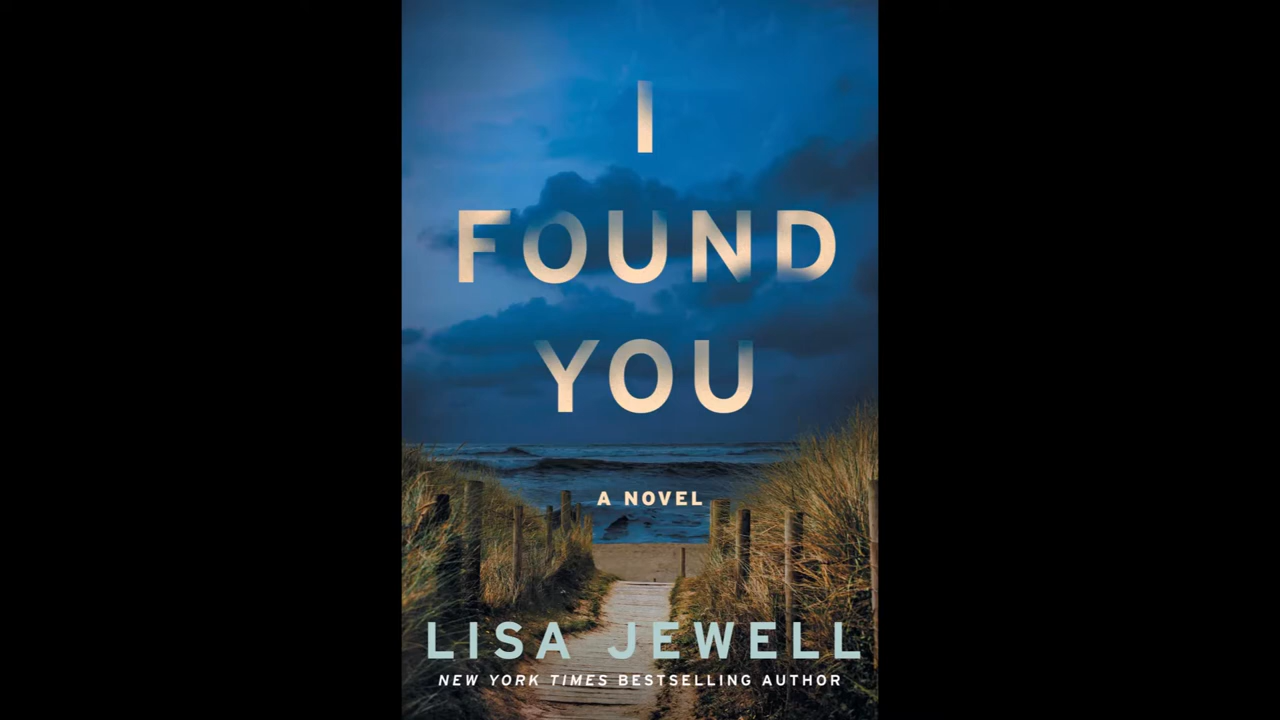 I
FOUND
YOU
A NOVEL
LISA JEWELL
NEW YORK TIMES BESTSELLING AUTHOR